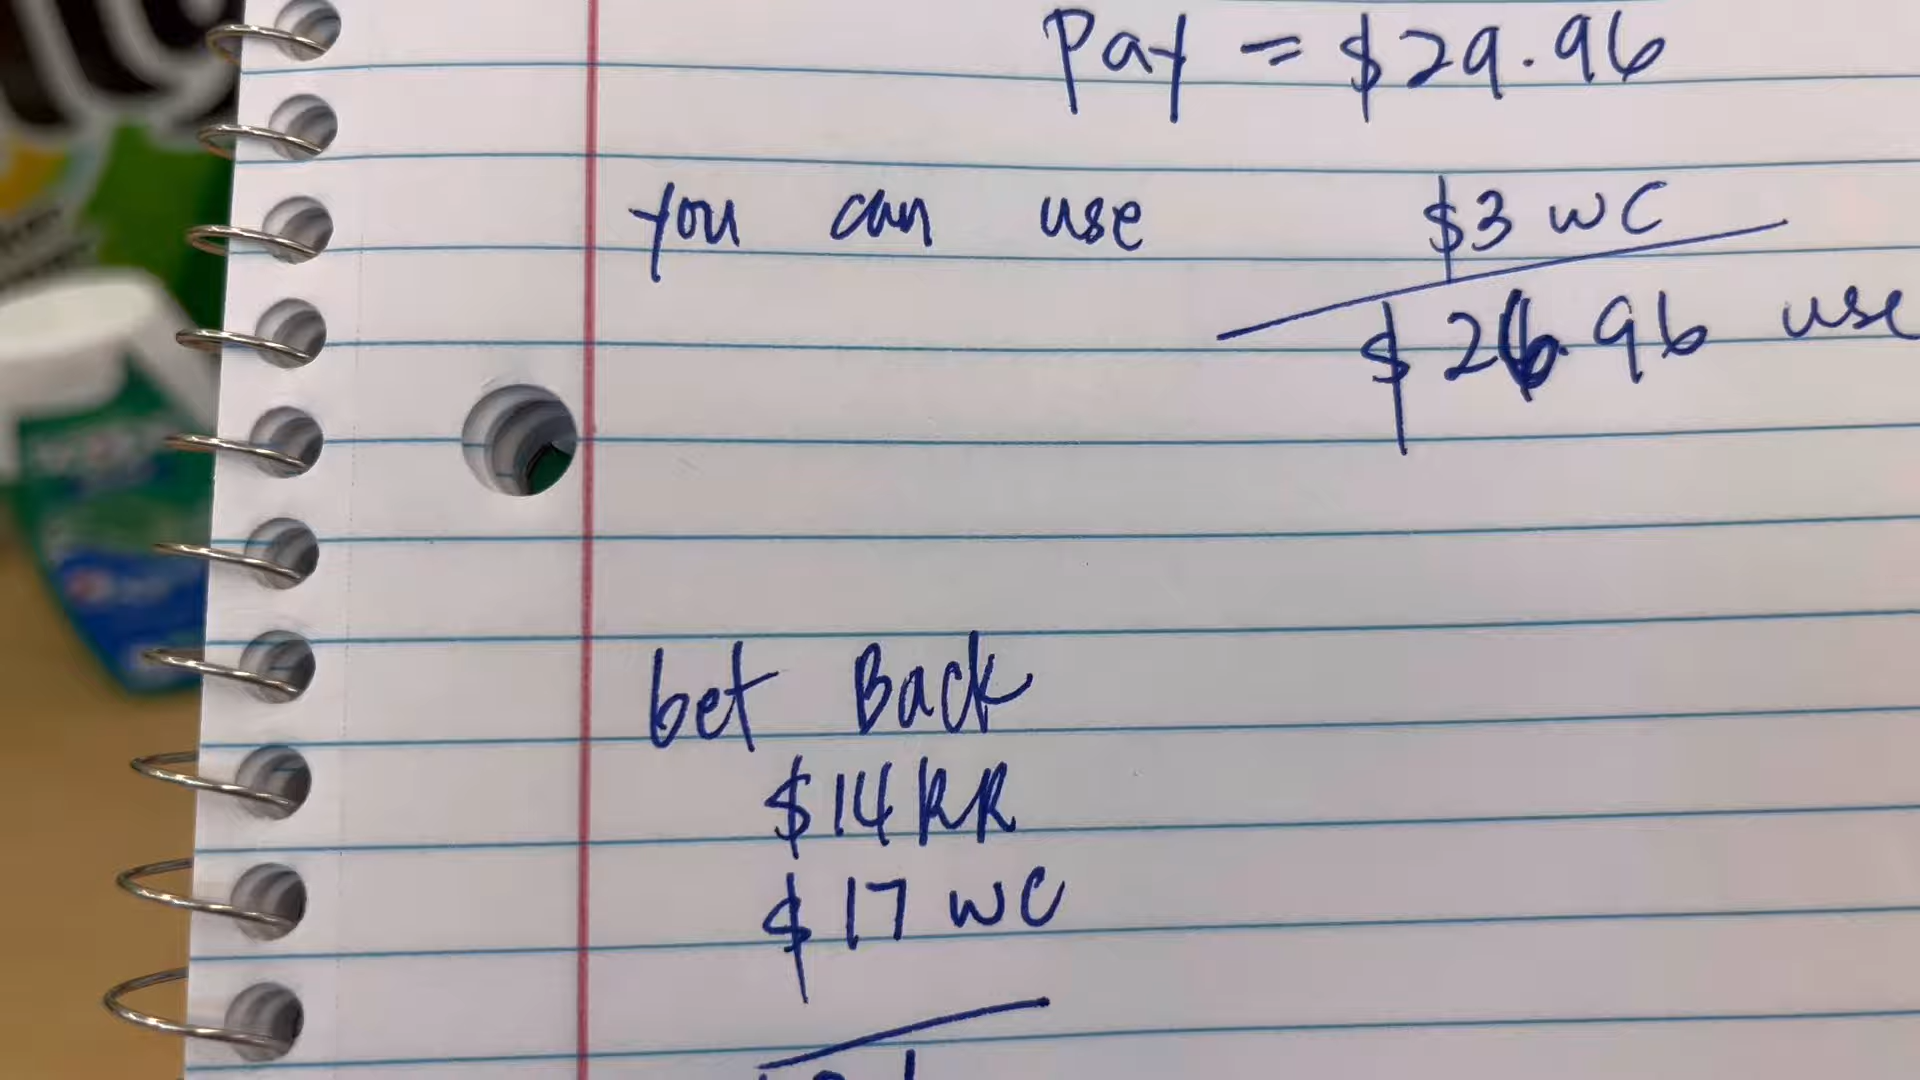 Pay = $29.96
you can use $3 WC
$26.96 use
Get Back
$14 RR
$17 WC